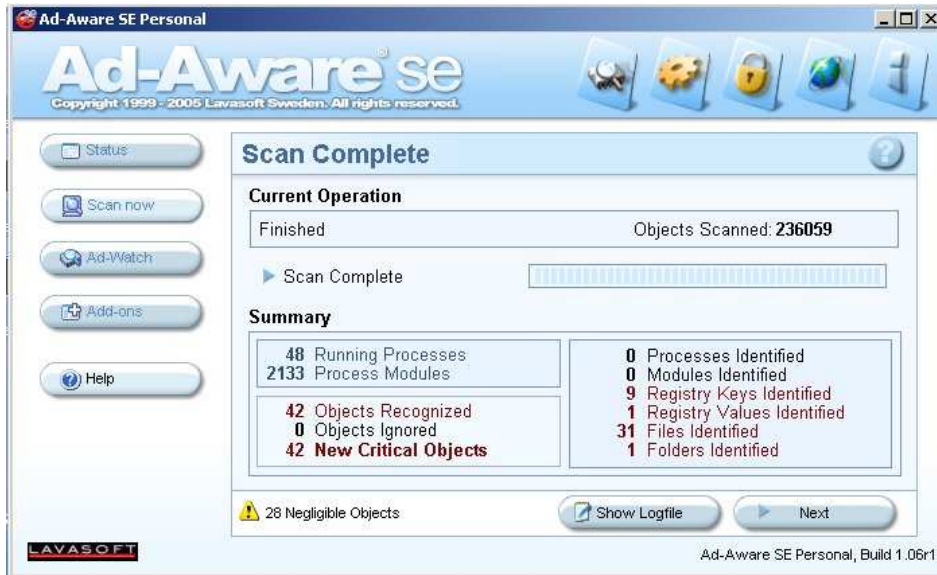 Ad-Aware SE Personal
Ad-Aware se
Copyright 1999 - 2005 Lavasoft Sweden. All rights reserved.
Status
Scan now
Ad-Watch
Add-ons
Help
Scan Complete
Current Operation
Finished Objects Scanned: 236059
Scan Complete
Summary
48 Running Processes
2133 Process Modules
42 Objects Recognized
0 Objects Ignored
42 New Critical Objects
0 Processes Identified
0 Modules Identified
9 Registry Keys Identified
1 Registry Values Identified
31 Files Identified
1 Folders Identified
28 Negligible Objects
Show Logfile
Next
LAVASOFT
Ad-Aware SE Personal, Build 1.06r1